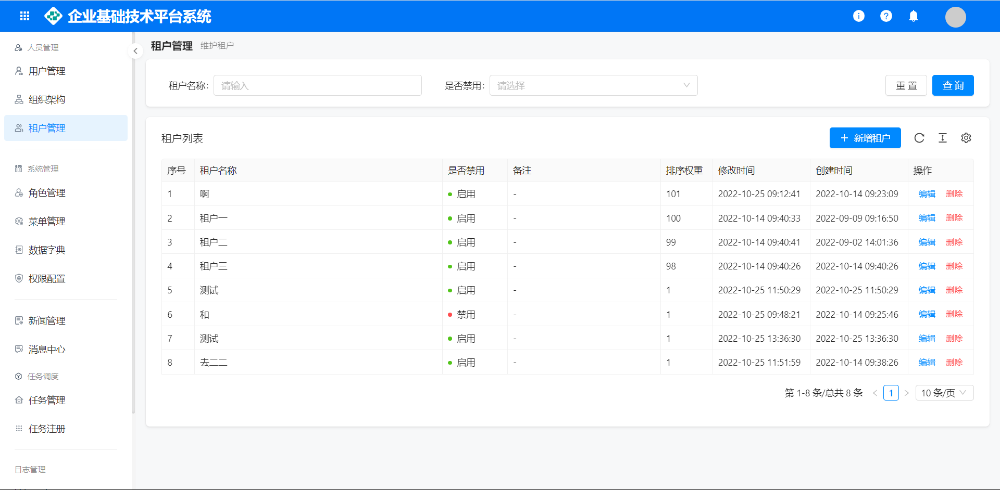 企业基础技术平台系统
人员管理
用户管理
组织架构
租户管理
系统管理
角色管理
菜单管理
数据字典
权限配置
新闻管理
消息中心
任务调度
任务管理
任务注册
日志管理
租户管理 维护租户
租户名称: 请输入 是否禁用: 请选择 重 置 查 询
租户列表 新增租户
序号 租户名称 是否禁用 备注 排序权重 修改时间 创建时间 操作
1 啊 启用 - 101 2022-10-25 09:12:41 2022-10-14 09:23:09 编辑 删除
2 租户一 启用 - 100 2022-10-14 09:40:33 2022-09-09 09:16:50 编辑 删除
3 租户二 启用 - 99 2022-10-14 09:40:41 2022-09-02 14:01:36 编辑 删除
4 租户三 启用 - 98 2022-10-14 09:40:26 2022-10-14 09:40:26 编辑 删除
5 测试 启用 - 1 2022-10-25 11:50:29 2022-10-25 11:50:29 编辑 删除
6 和 禁用 - 1 2022-10-25 09:48:21 2022-10-14 09:25:46 编辑 删除
7 测试 启用 - 1 2022-10-25 13:36:30 2022-10-25 13:36:30 编辑 删除
8 去二二 启用 - 1 2022-10-25 11:51:59 2022-10-14 09:38:26 编辑 删除
第 1-8 条/总共 8 条 < 1 > 10 条/页